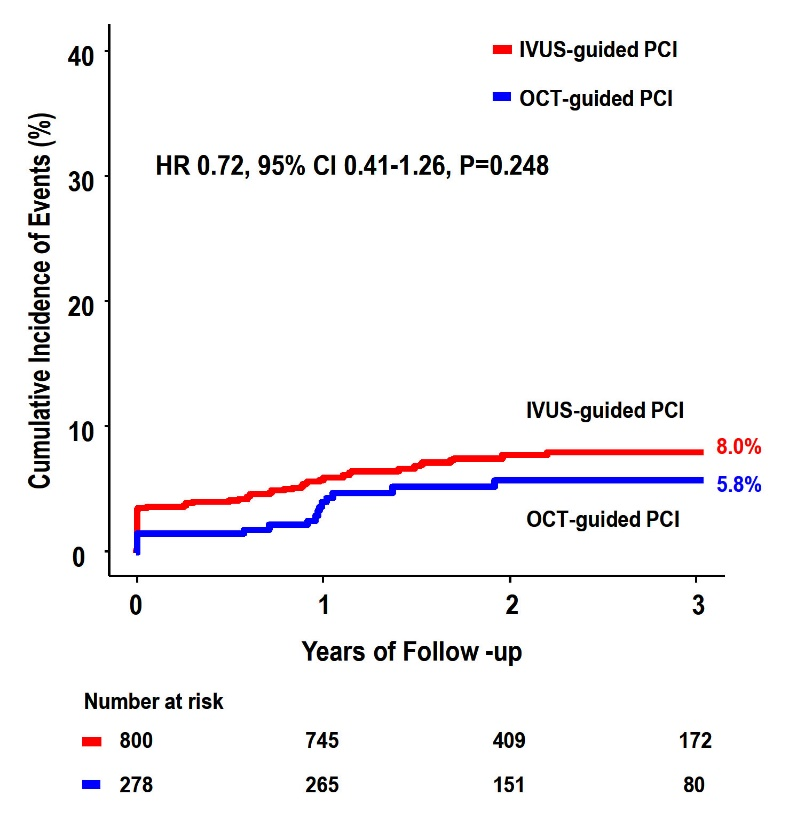 IVUS-guided PCI
OCT-guided PCI
HR 0.72, 95% CI 0.41-1.26, P=0.248
Cumulative Incidence of Events (%)
40
30
20
10
0
IVUS-guided PCI
8.0%
5.8%
OCT-guided PCI
0 1 2 3
Years of Follow -up
Number at risk
800 745 409 172
278 265 151 80